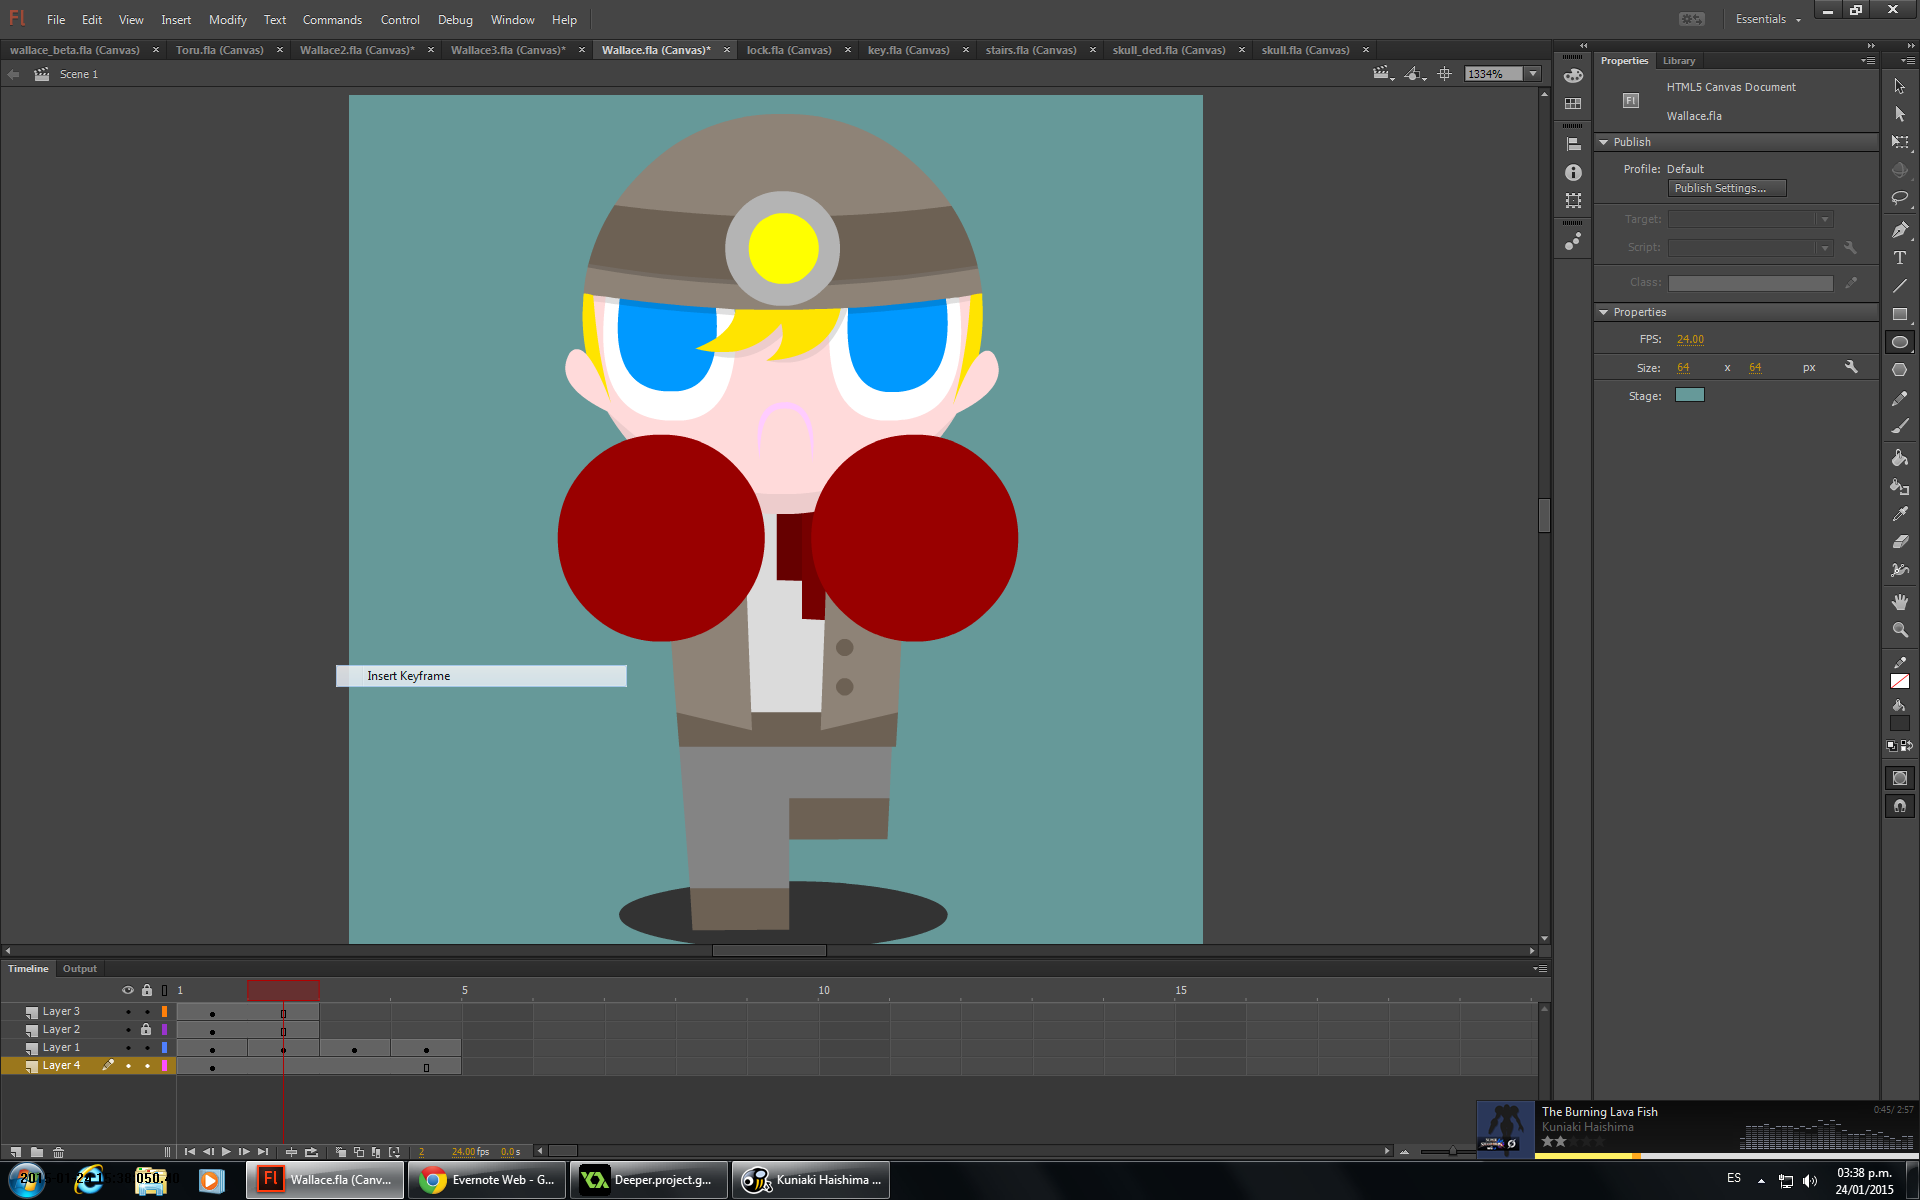 Fl File Edit View Insert Modify Text Commands Control Debug Window Help Essentials
wallace_beta.fla (Canvas) Toru.fla (Canvas) Wallace2.fla (Canvas)* Wallace3.fla (Canvas)* Wallace.fla (Canvas)* lock.fla (Canvas) key.fla (Canvas) stairs.fla (Canvas) skull_ded.fla (Canvas) skull.fla (Canvas)
Scene 1 1334%
Properties Library
HTML5 Canvas Document
Fl
Wallace.fla
Publish
Profile: Default
Publish Settings...
Target:
Script:
Class:
Properties
FPS: 24.00
Size: 64 x 64 px
Stage:
Insert Keyframe
Timeline Output
1 5 10 15
Layer 3
Layer 2
Layer 1
Layer 4
2 24.00 fps 0.0 s
The Burning Lava Fish 0:45/ 2:57
Kuniaki Haishima
Wallace.fla (Canv... Evernote Web - G... Deeper.project.g... Kuniaki Haishima ...
ES 03:38 p.m.
24/01/2015